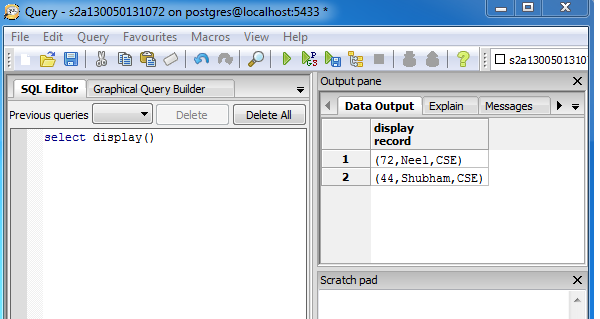 Query - s2a130050131072 on postgres@localhost:5433 *
File Edit Query Favourites Macros View Help
s2a1300501310
SQL Editor Graphical Query Builder
Previous queries Delete Delete All
select display()
Output pane
Data Output Explain Messages
display
record
1 (72,Neel,CSE)
2 (44,Shubham,CSE)
Scratch pad